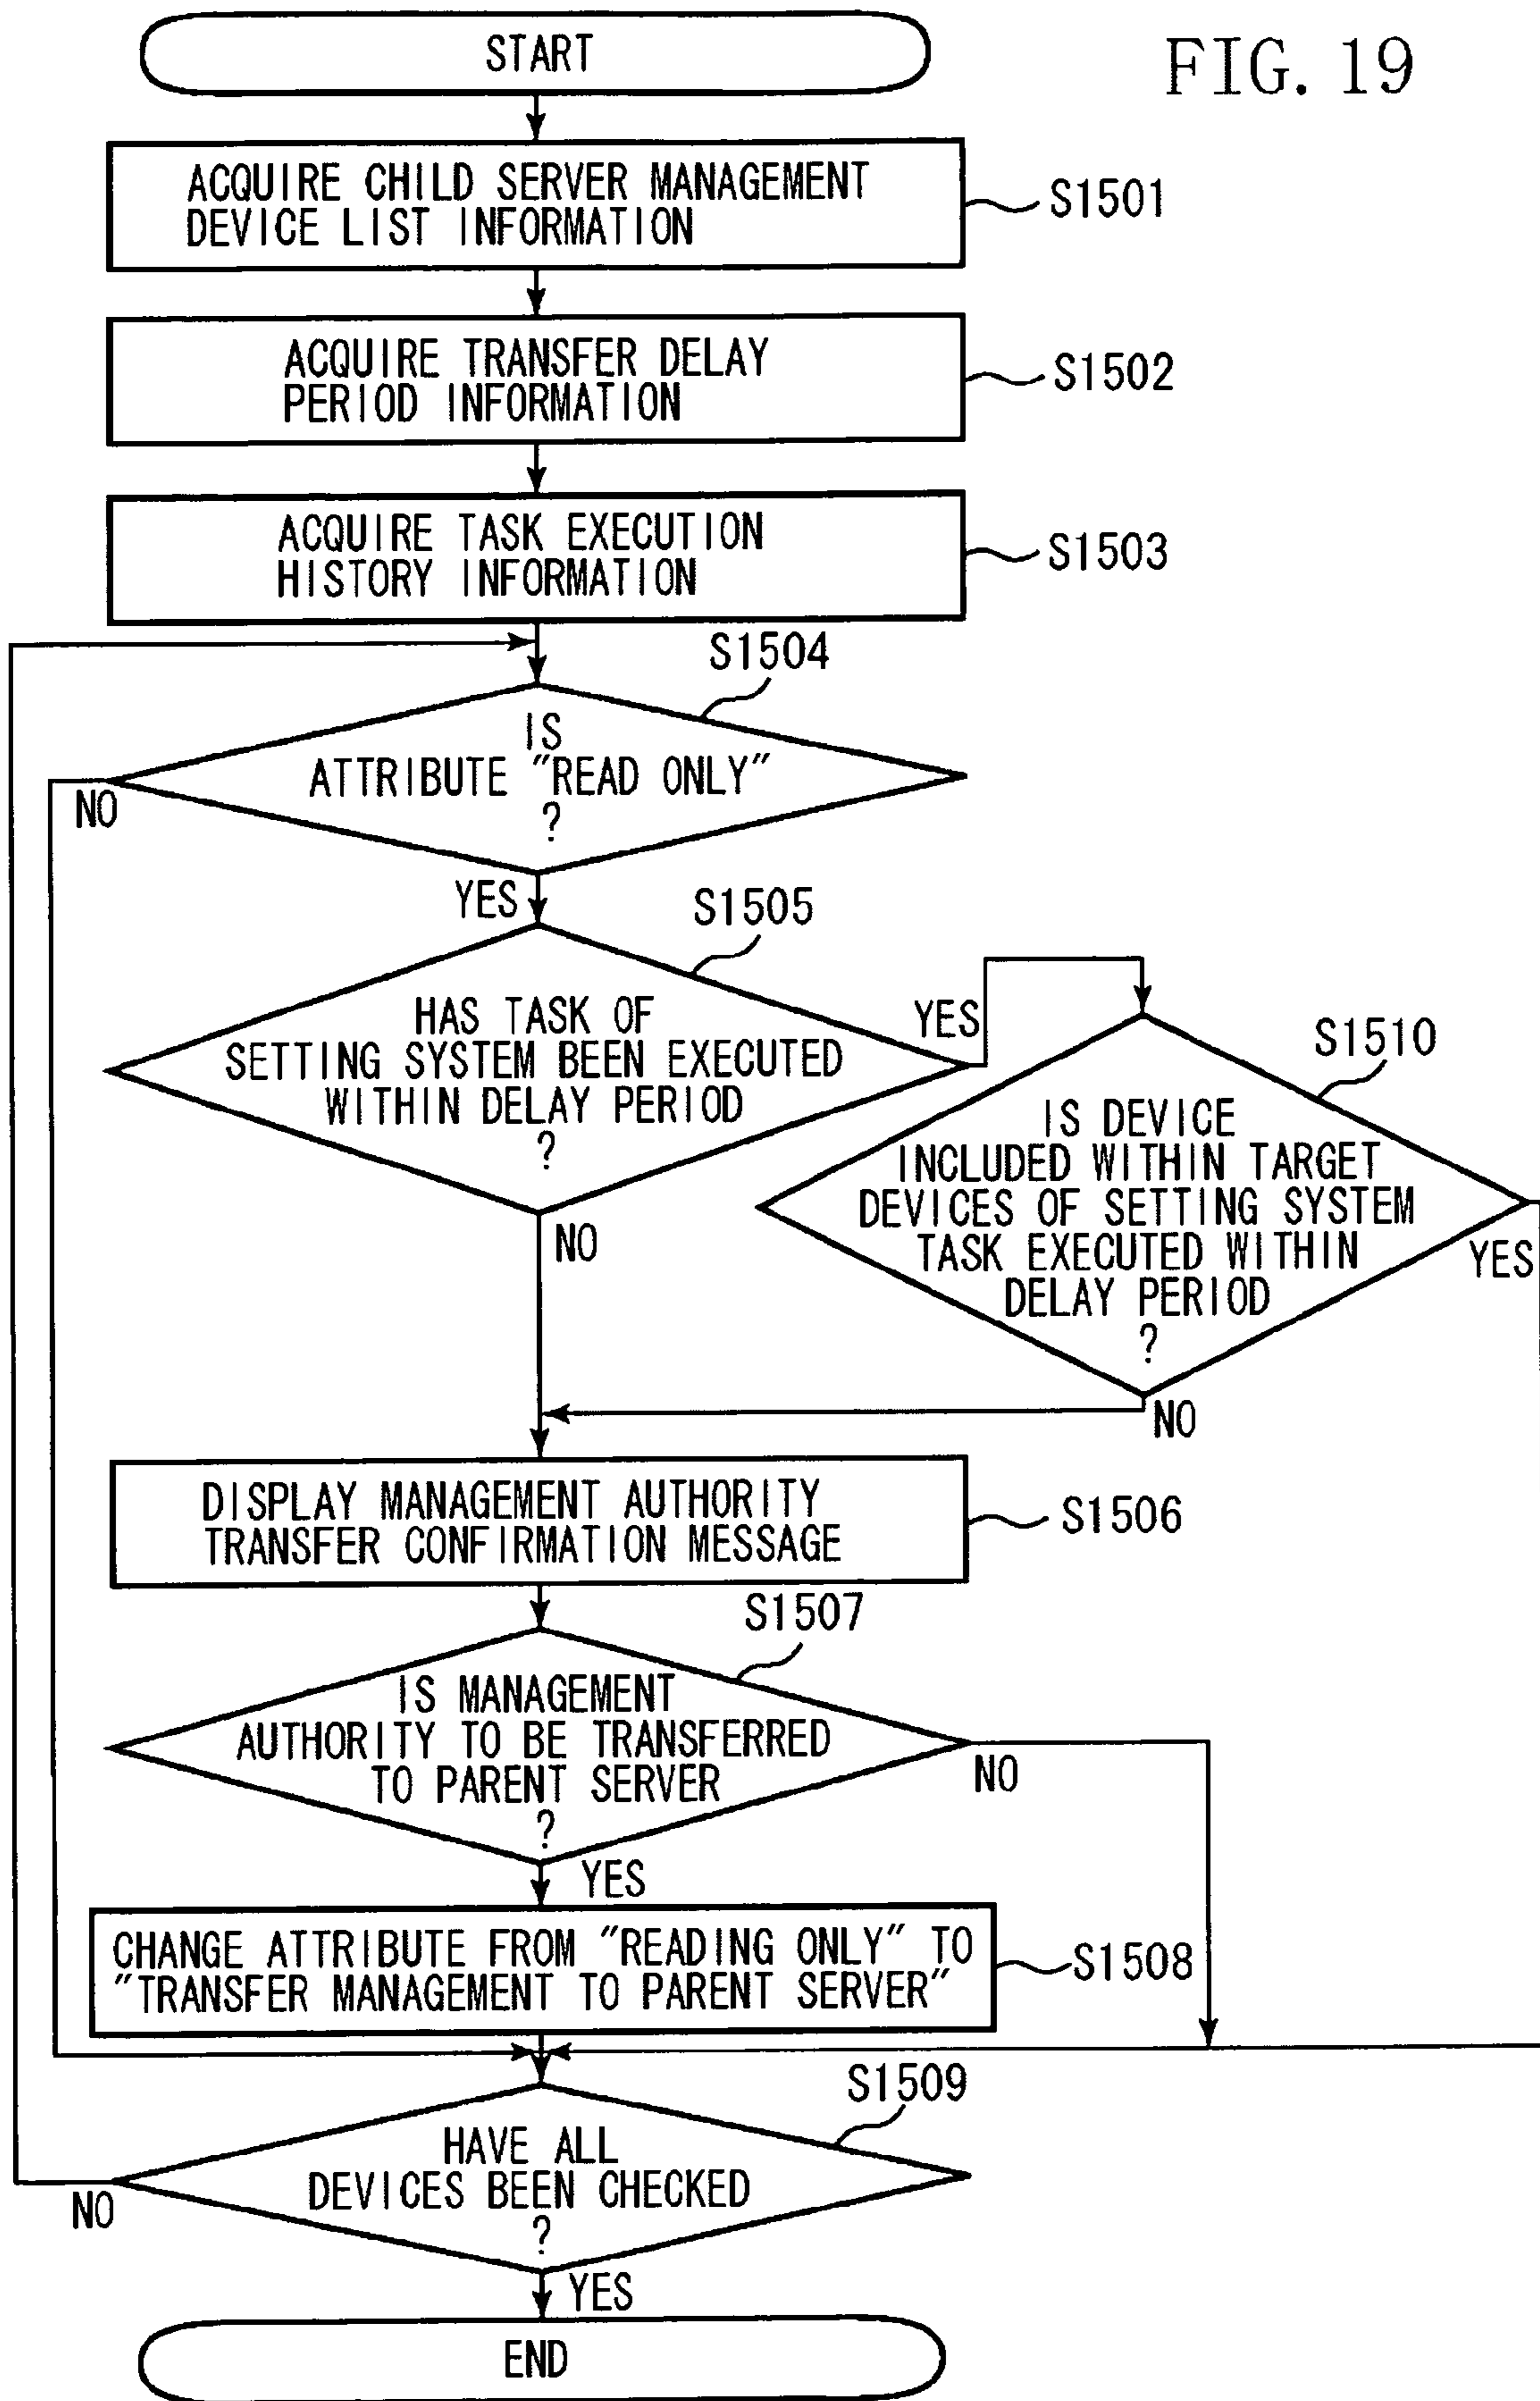 FIG. 19
START
ACQUIRE CHILD SERVER MANAGEMENT
DEVICE LIST INFORMATION
S1501
ACQUIRE TRANSFER DELAY
PERIOD INFORMATION
S1502
ACQUIRE TASK EXECUTION
HISTORY INFORMATION
S1503
S1504
IS
ATTRIBUTE "READ ONLY"
?
NO
YES
S1505
HAS TASK OF
SETTING SYSTEM BEEN EXECUTED
WITHIN DELAY PERIOD
?
YES
NO
S1510
IS DEVICE
INCLUDED WITHIN TARGET
DEVICES OF SETTING SYSTEM
TASK EXECUTED WITHIN
DELAY PERIOD
?
YES
NO
DISPLAY MANAGEMENT AUTHORITY
TRANSFER CONFIRMATION MESSAGE
S1506
S1507
IS MANAGEMENT
AUTHORITY TO BE TRANSFERRED
TO PARENT SERVER
?
NO
YES
CHANGE ATTRIBUTE FROM "READING ONLY" TO
"TRANSFER MANAGEMENT TO PARENT SERVER"
S1508
S1509
HAVE ALL
DEVICES BEEN CHECKED
?
NO
YES
END